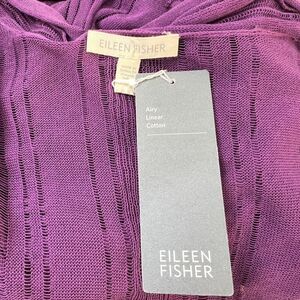 EILEEN FISHER
Airy
Linear
Cotton
EILEEN
FISHER